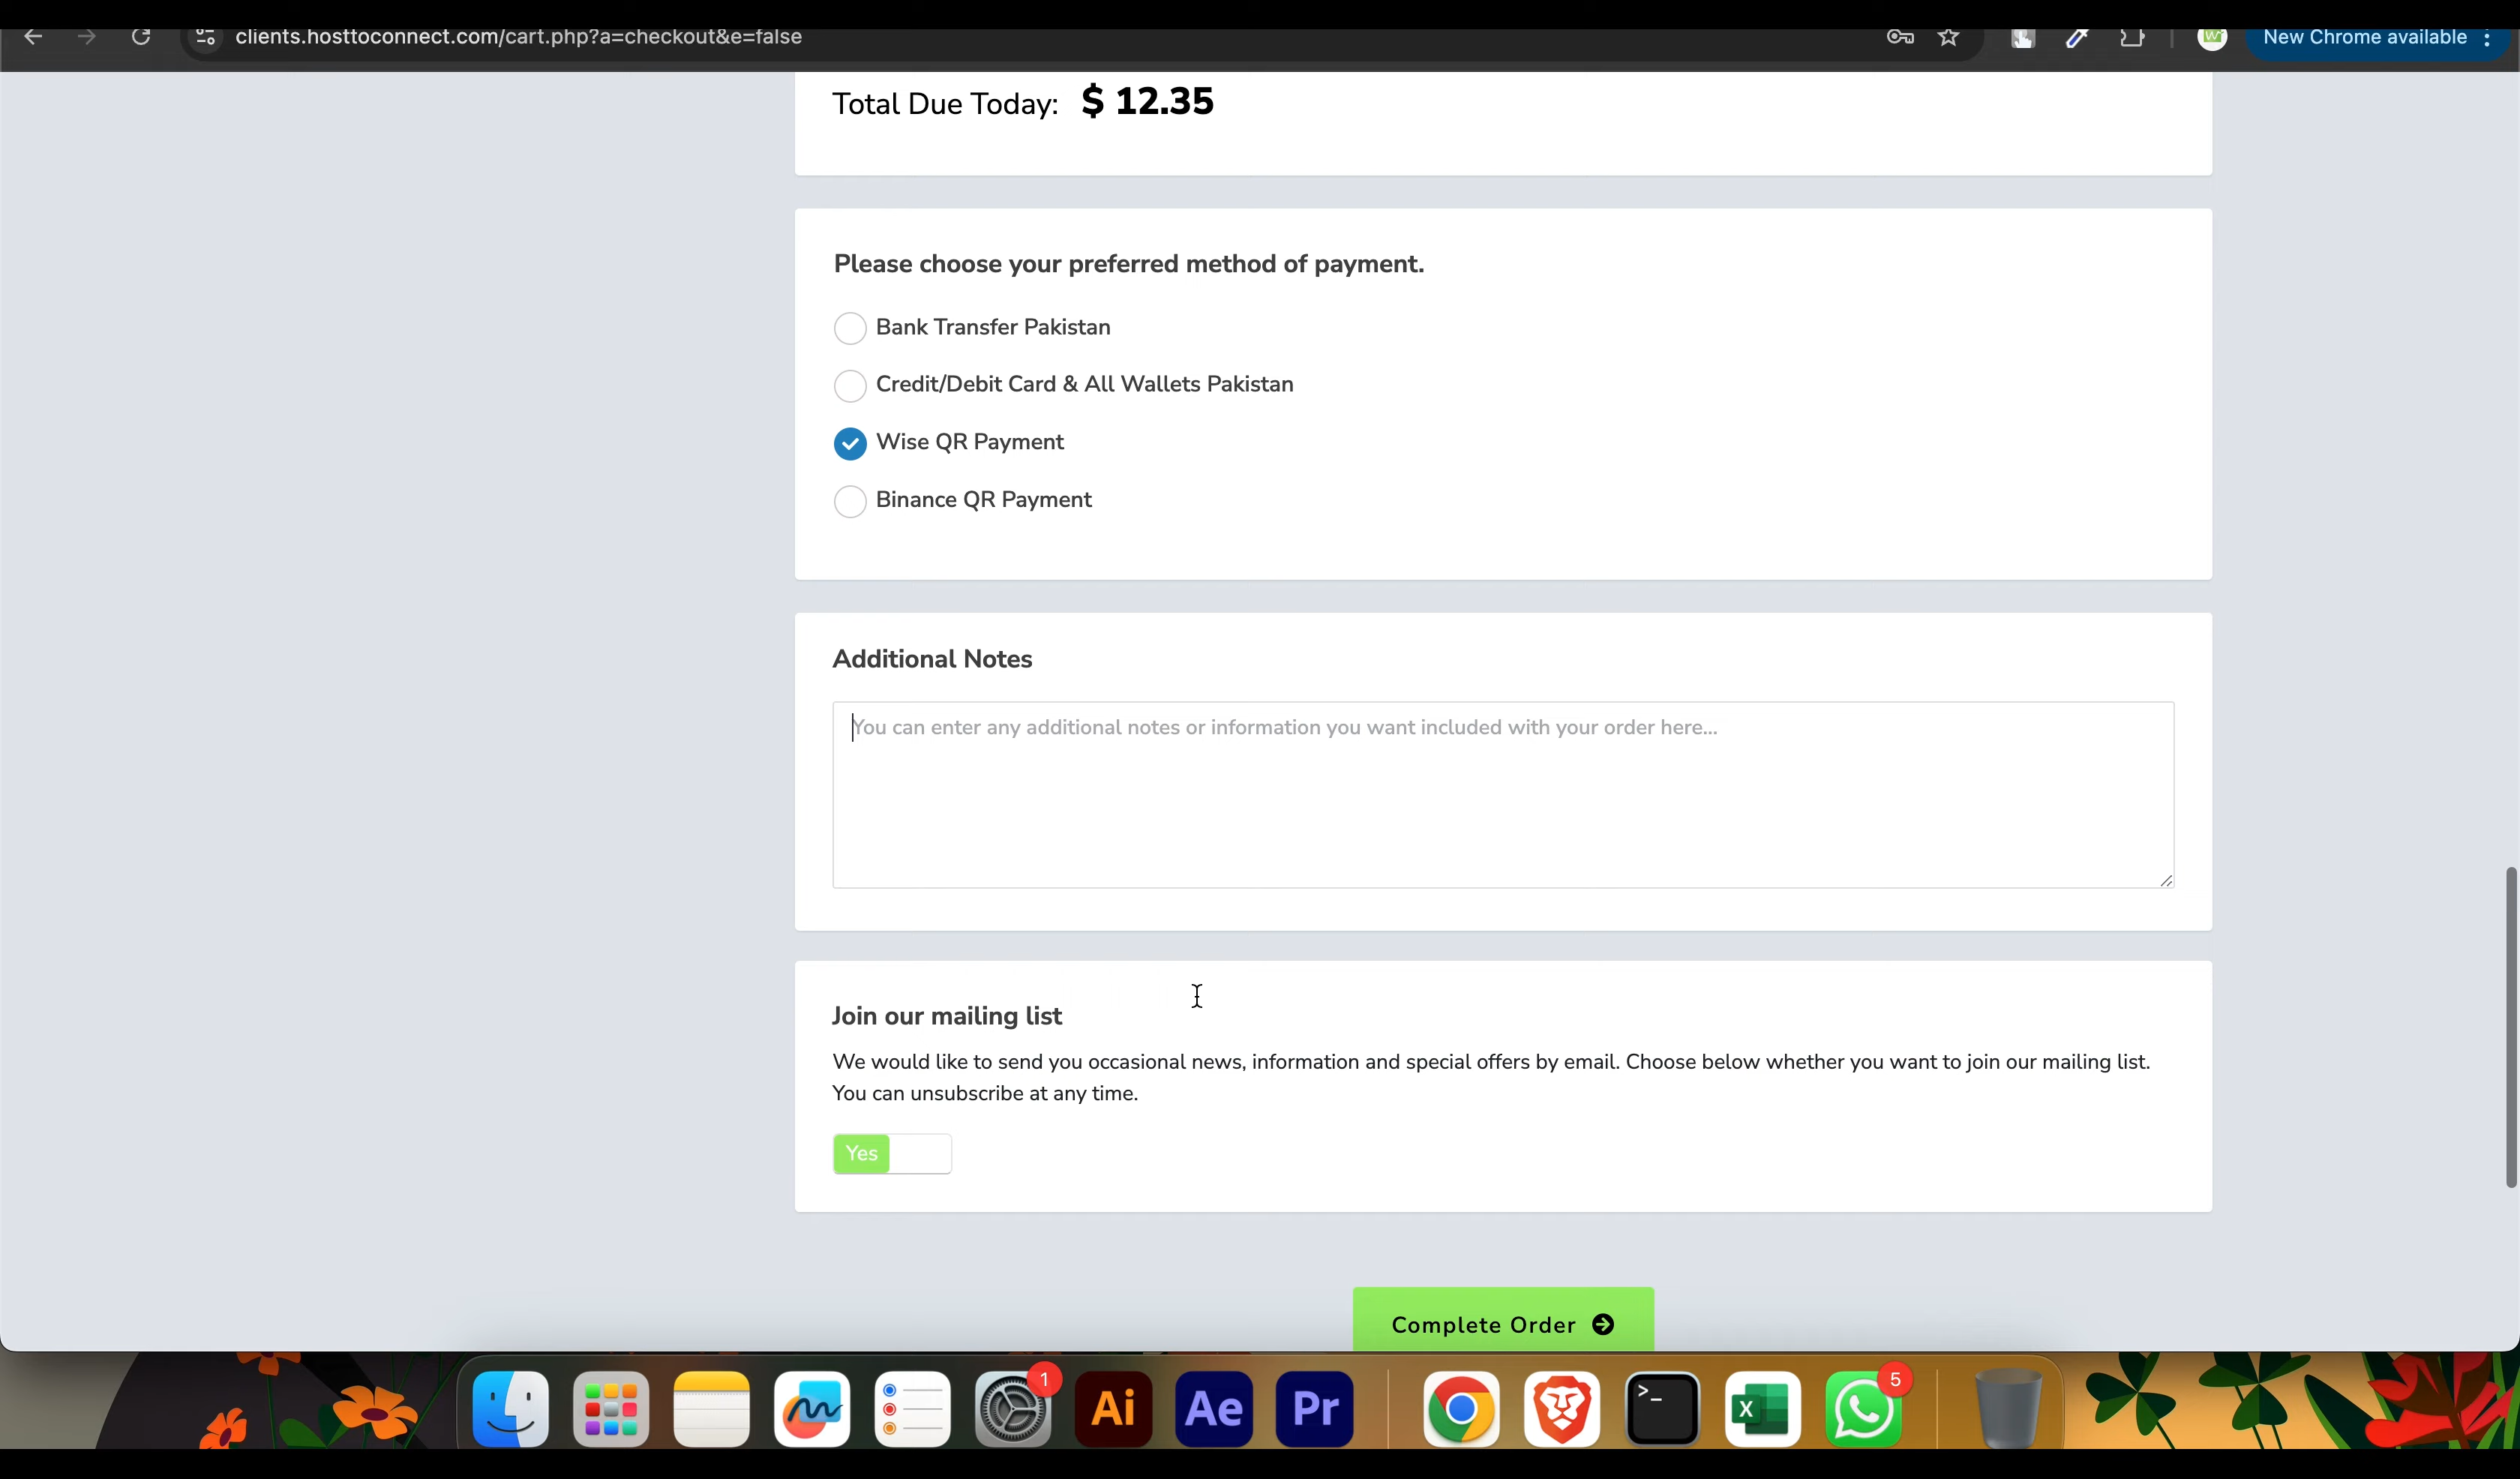 clients.hosttoconnect.com/cart.php?a=checkout&e=false
New Chrome available
Total Due Today: $ 12.35
Please choose your preferred method of payment.
Bank Transfer Pakistan
Credit/Debit Card & All Wallets Pakistan
Wise QR Payment
Binance QR Payment
Additional Notes
You can enter any additional notes or information you want included with your order here...
Join our mailing list
We would like to send you occasional news, information and special offers by email. Choose below whether you want to join our mailing list.
You can unsubscribe at any time.
Yes
Complete Order
1
Ai
Ae
Pr
>_
X
5